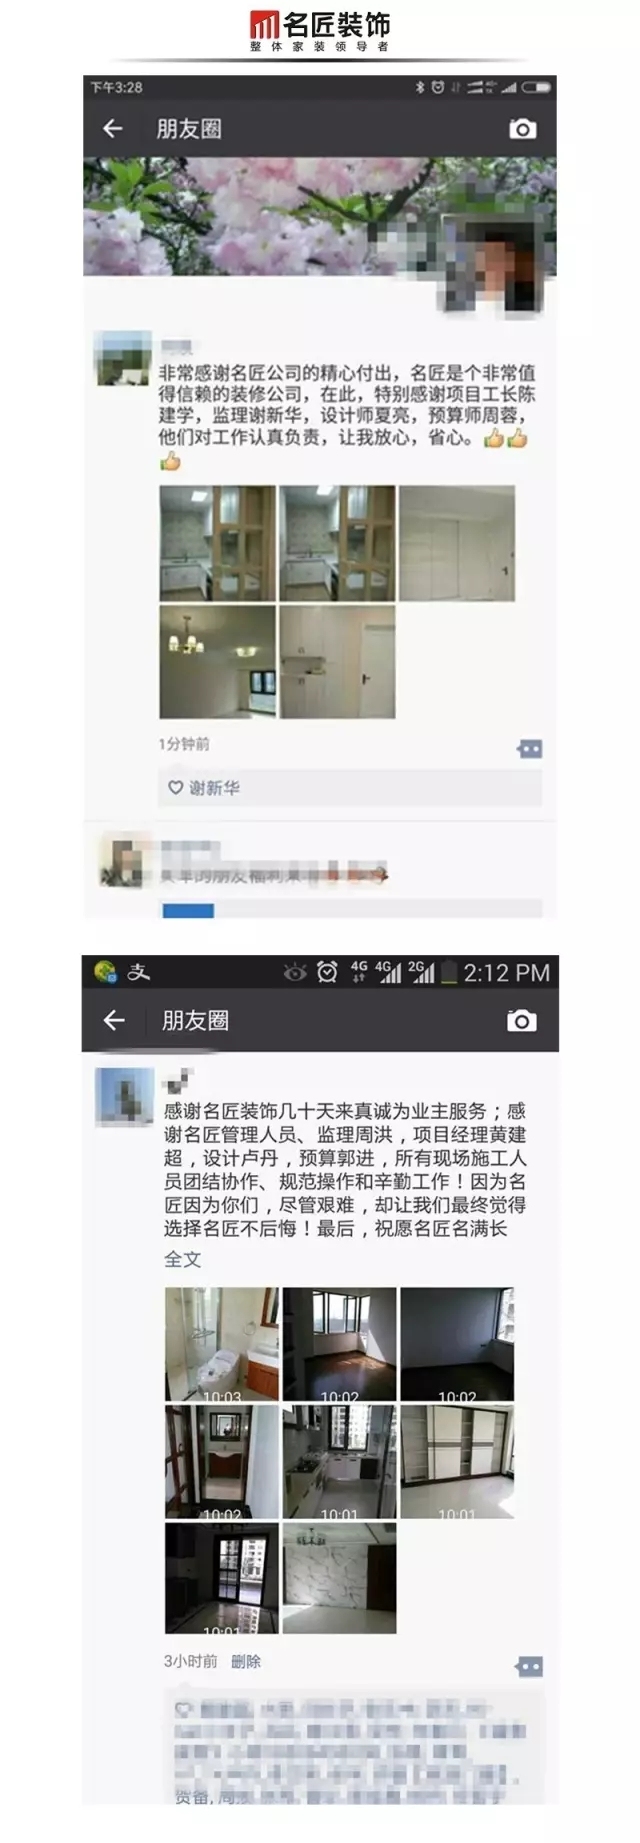 名匠装饰
整体家装领导者
下午3:28
朋友圈
非常感谢名匠公司的精心付出，名匠是个非常值
得信赖的装修公司，在此，特别感谢项目工长陈
建学，监理谢新华，设计师夏亮，预算师周蓉，
他们对工作认真负责，让我放心，省心。👍👍
👍
1分钟前
谢新华
的朋友福利来
4G 4G 2G 2:12 PM
朋友圈
感谢名匠装饰几十天来真诚为业主服务；感
谢名匠管理人员、监理周洪，项目经理黄建
超，设计卢丹，预算郭进，所有现场施工人
员团结协作、规范操作和辛勤工作！因为名
匠因为你们，尽管艰难，却让我们最终觉得
选择名匠不后悔！最后，祝愿名匠名满长
全文
10:03 10:02 10:02
10:02 10:01 10:01
10:01
3小时前 删除